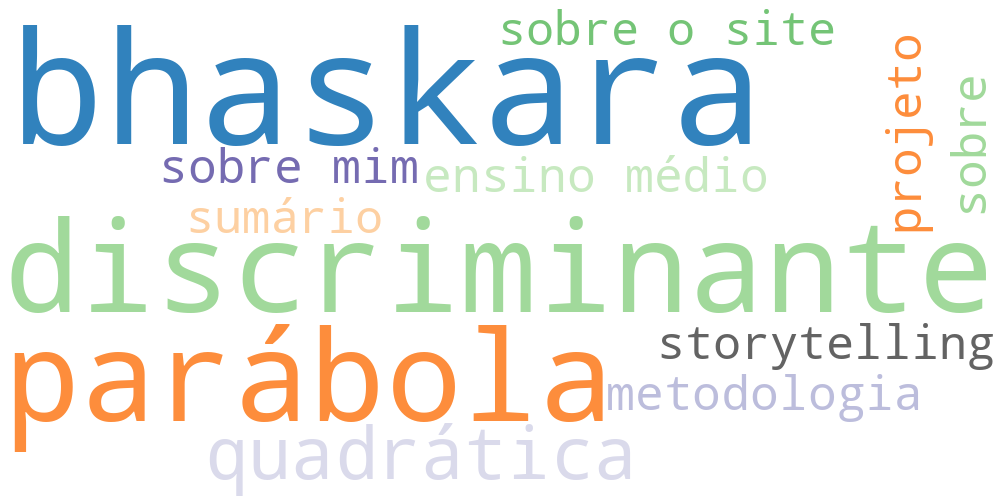 sobre o site
bhaskara
projeto
sobre
sobre mim
ensino médio
sumário
discriminante
parábola
storytelling
metodologia
quadrática